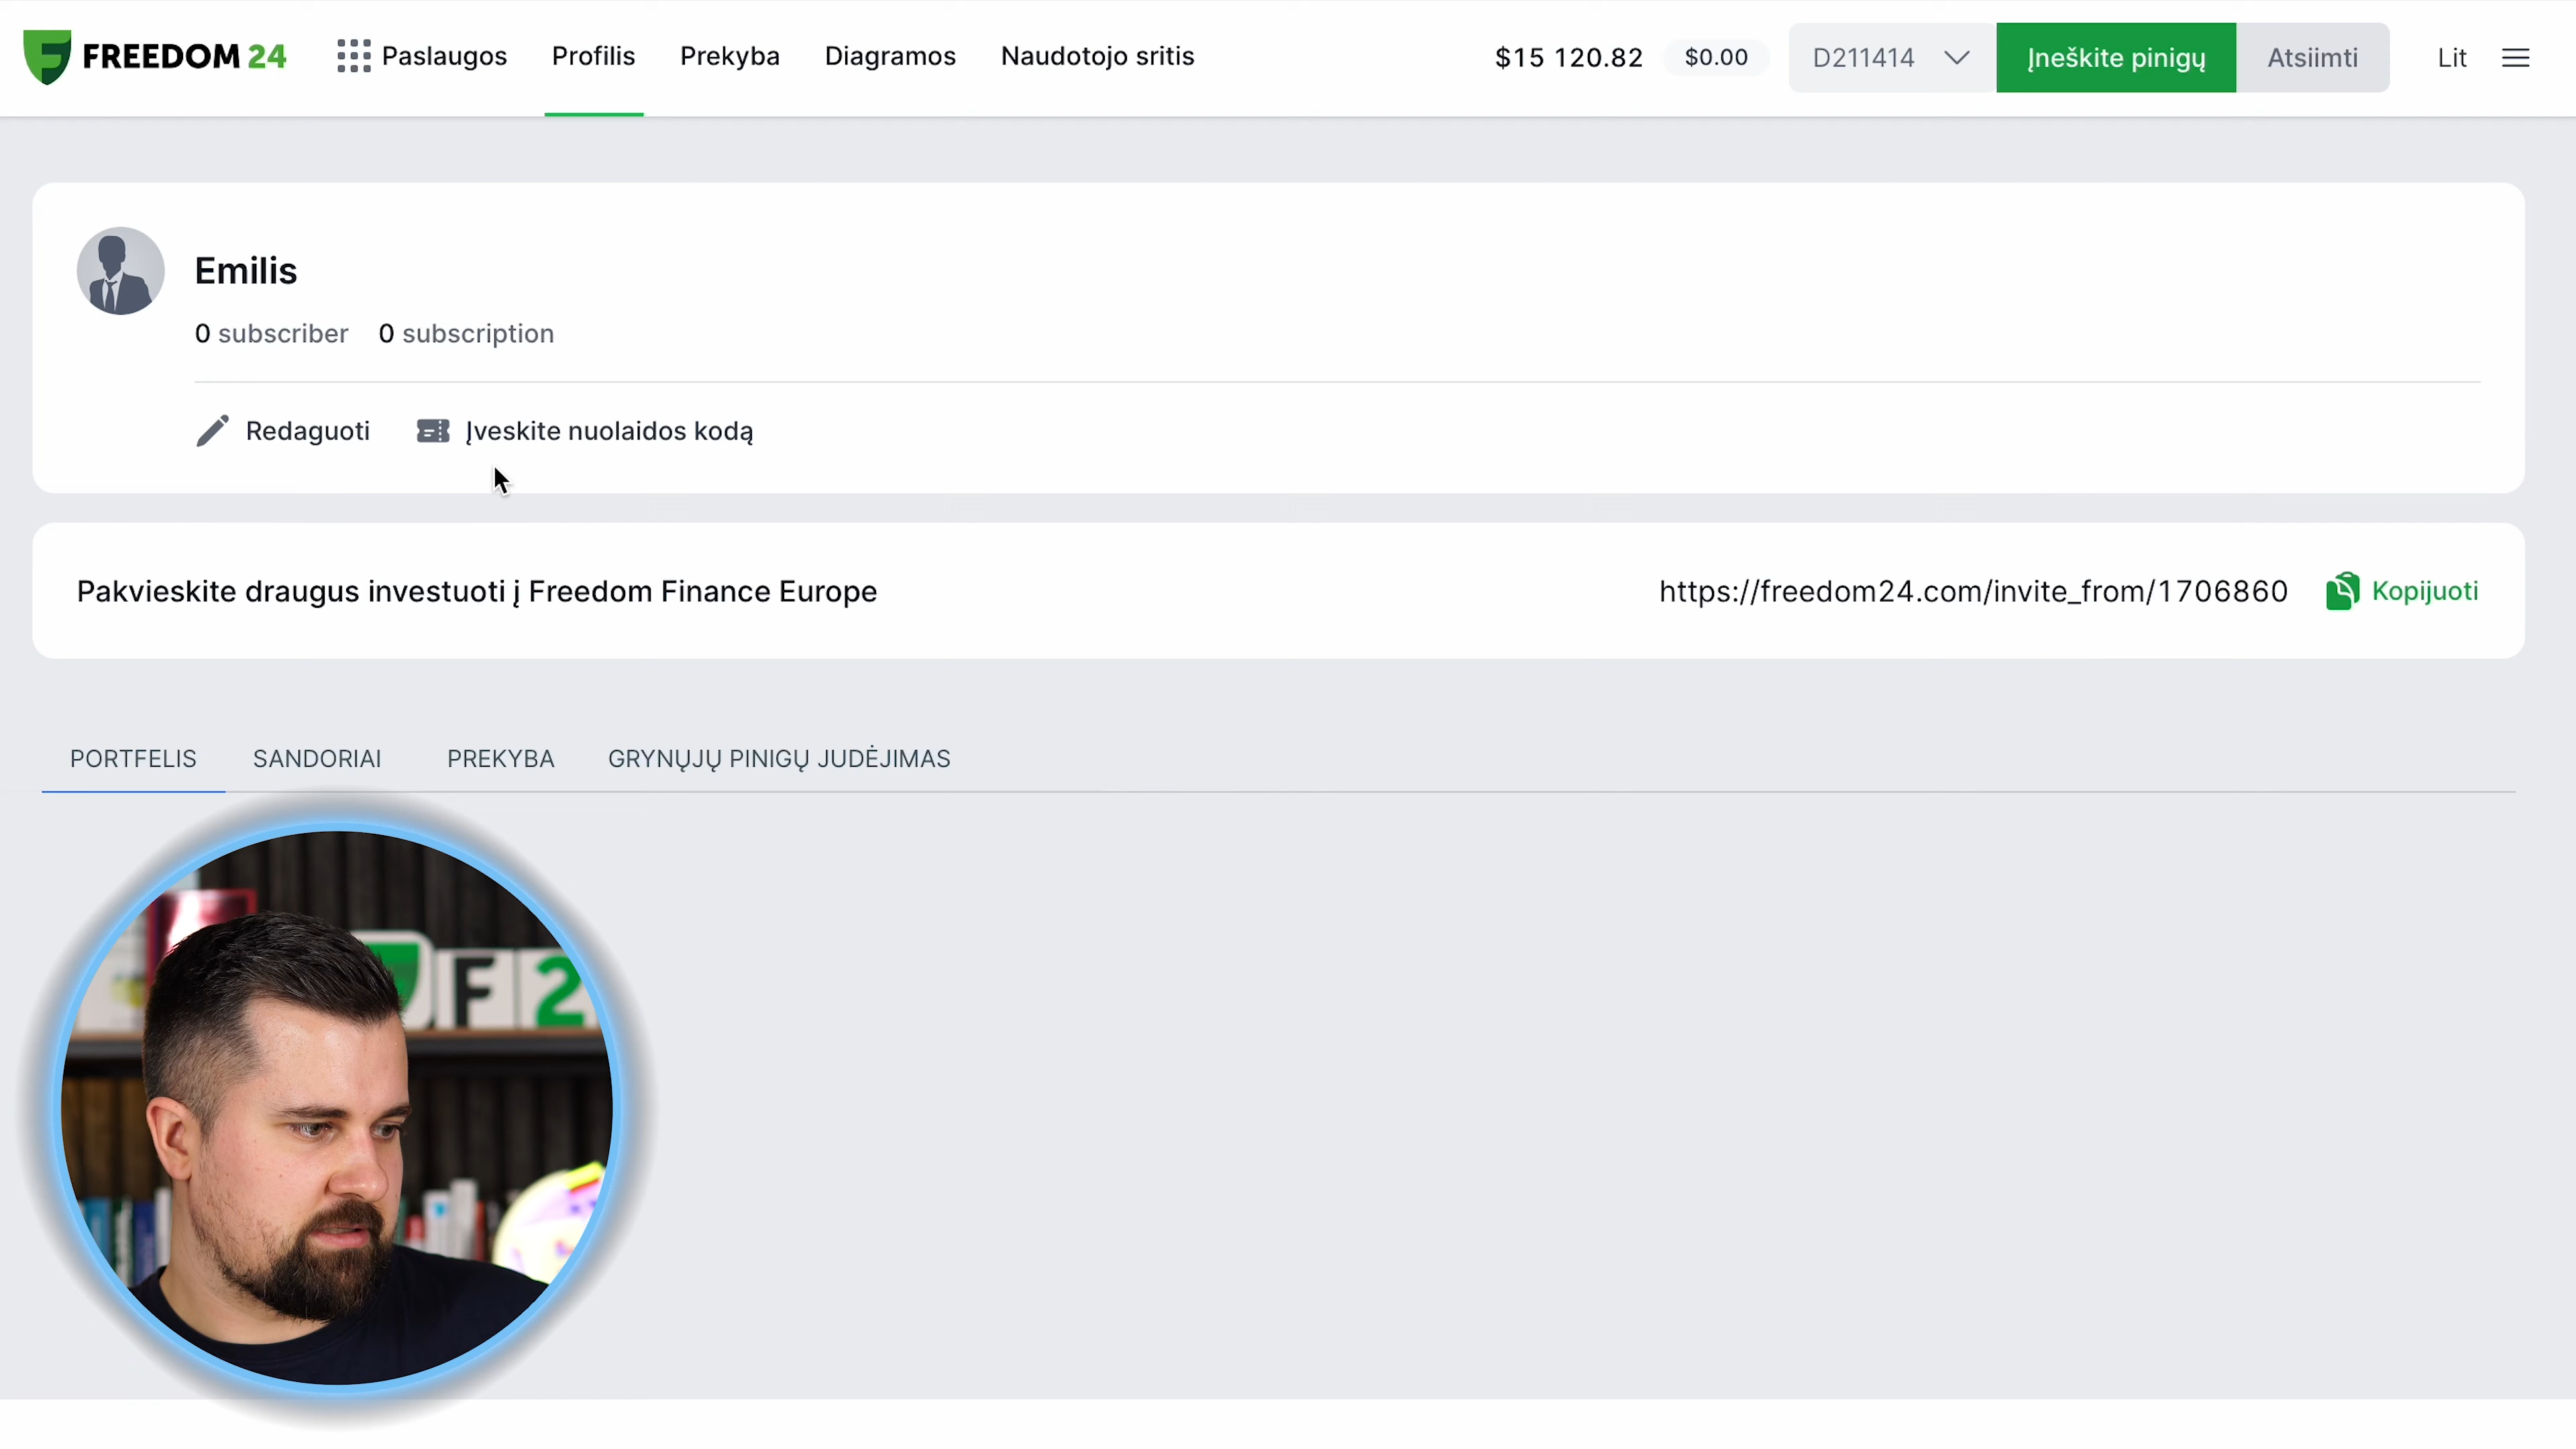 FREEDOM 24
Paslaugos
Profilis
Prekyba
Diagramos
Naudotojo sritis
$15 120.82
$0.00
D211414
Įneškite pinigų
Atsiimti
Lit
Emilis
0 subscriber 0 subscription
Redaguoti
Įveskite nuolaidos kodą
Pakvieskite draugus investuoti į Freedom Finance Europe
https://freedom24.com/invite_from/1706860
Kopijuoti
PORTFELIS
SANDORIAI
PREKYBA
GRYNŲJŲ PINIGŲ JUDĖJIMAS
F 2